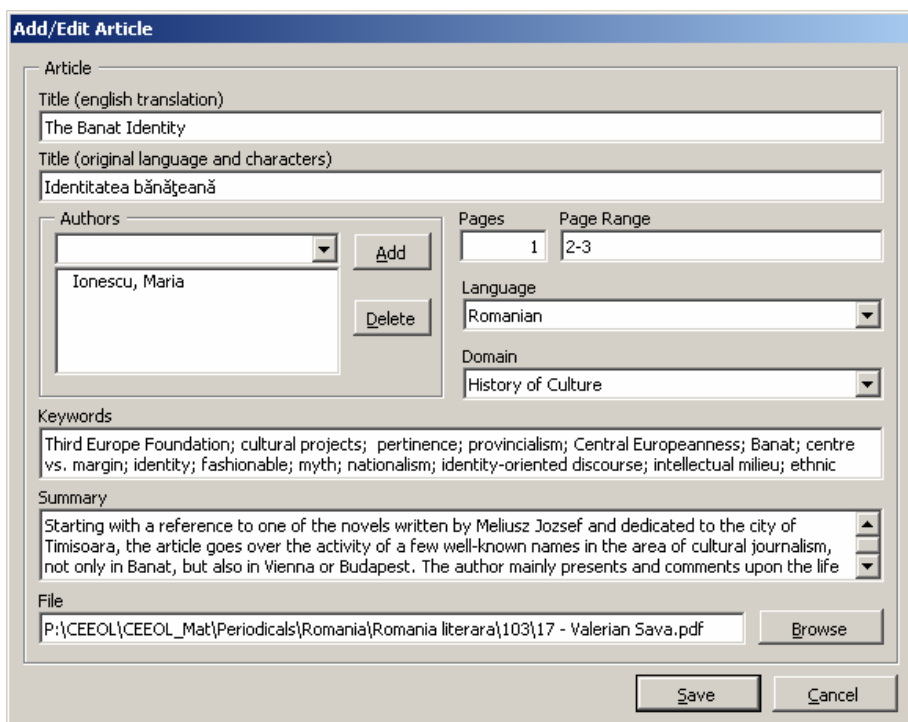 Add/Edit Article
Article
Title (english translation)
The Banat Identity
Title (original language and characters)
Identitatea bănăţeană
Authors
Add
Ionescu, Maria
Delete
Pages
1
Page Range
2-3
Language
Romanian
Domain
History of Culture
Keywords
Third Europe Foundation; cultural projects;  pertinence; provincialism; Central Europeanness; Banat; centre
vs. margin; identity; fashionable; myth; nationalism; identity-oriented discourse; intellectual milieu; ethnic
Summary
Starting with a reference to one of the novels written by Meliusz Jozsef and dedicated to the city of
Timisoara, the article goes over the activity of a few well-known names in the area of cultural journalism,
not only in Banat, but also in Vienna or Budapest. The author mainly presents and comments upon the life
File
P:\CEEOL\CEEOL_Mat\Periodicals\Romania\Romania literara\103\17 - Valerian Sava.pdf
Browse
Save
Cancel